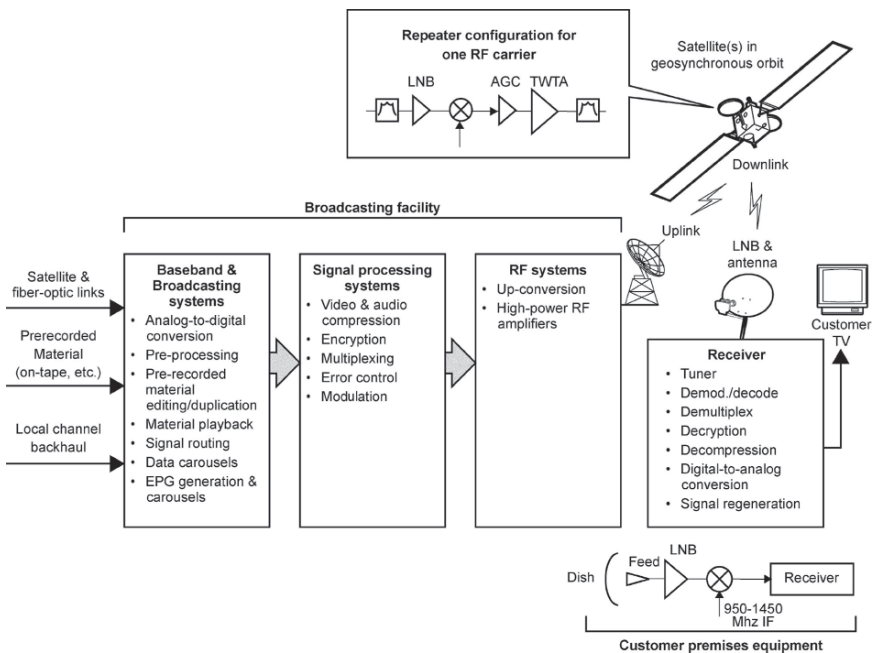 Repeater configuration for
one RF carrier
LNB
AGC
TWTA
Satellite(s) in
geosynchronous orbit
Downlink
Broadcasting facility
Uplink
LNB &
antenna
Satellite &
fiber-optic links
Prerecorded
Material
(on-tape, etc.)
Local channel
backhaul
Baseband &
Broadcasting
systems
• Analog-to-digital
conversion
• Pre-processing
• Pre-recorded
material
editing/duplication
• Material playback
• Signal routing
• Data carousels
• EPG generation &
carousels
Signal processing
systems
• Video & audio
compression
• Encryption
• Multiplexing
• Error control
• Modulation
RF systems
• Up-conversion
• High-power RF
amplifiers
Customer
TV
Receiver
• Tuner
• Demod./decode
• Demultiplex
• Decryption
• Decompression
• Digital-to-analog
conversion
• Signal regeneration
Dish
Feed
LNB
Receiver
950-1450
Mhz IF
Customer premises equipment